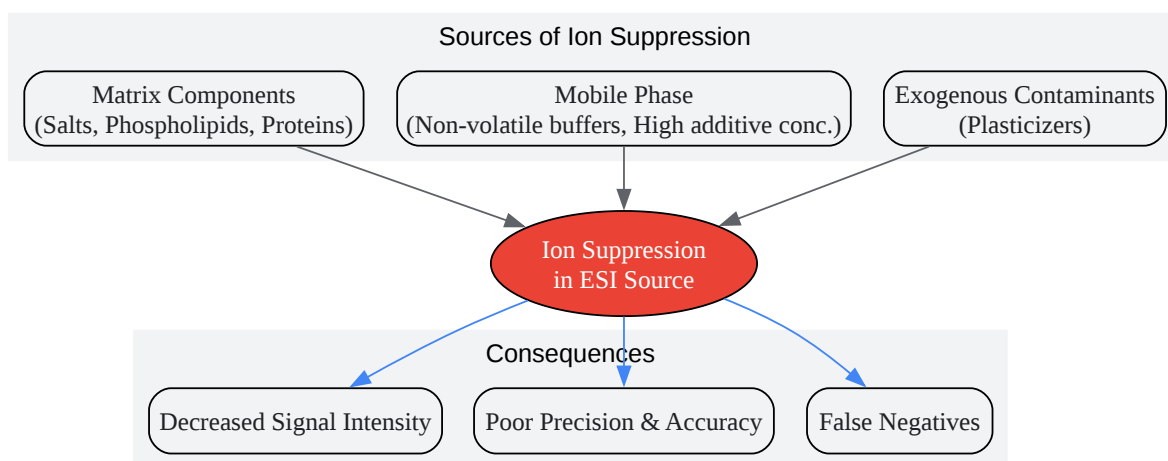 Sources of Ion Suppression
Matrix Components
(Salts, Phospholipids, Proteins)
Mobile Phase
(Non-volatile buffers, High additive conc.)
Exogenous Contaminants
(Plasticizers)
Ion Suppression
in ESI Source
Consequences
Decreased Signal Intensity
Poor Precision & Accuracy
False Negatives